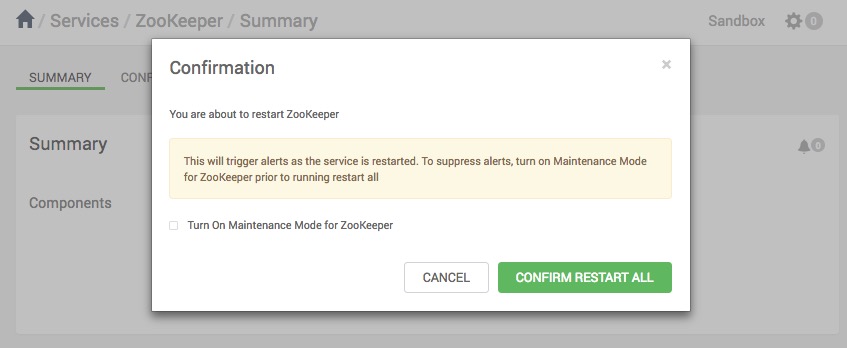 / Services / ZooKeeper / Summary
Sandbox
0
SUMMARY
CONF
Confirmation
×
You are about to restart ZooKeeper
Summary
0
This will trigger alerts as the service is restarted. To suppress alerts, turn on Maintenance Mode
for ZooKeeper prior to running restart all
Components
Turn On Maintenance Mode for ZooKeeper
CANCEL
CONFIRM RESTART ALL